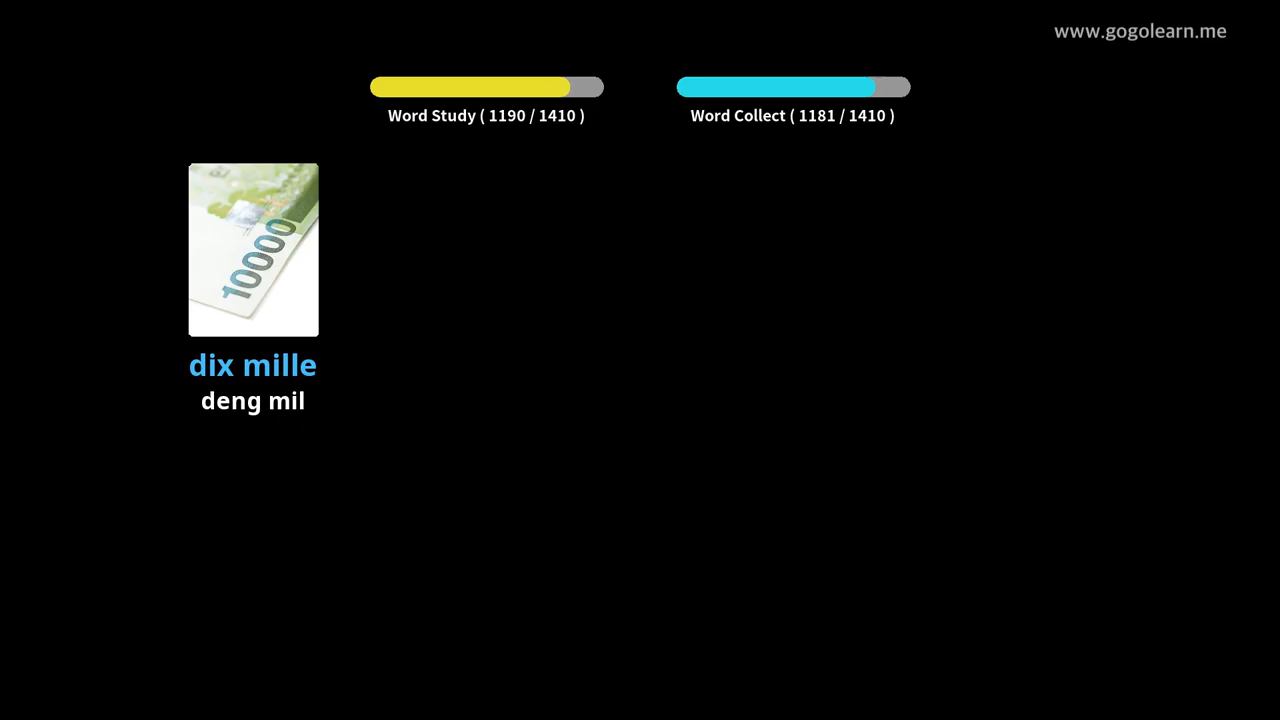 www.gogolearn.me
Word Study ( 1190 / 1410 )
Word Collect ( 1181 / 1410 )
10000
dix mille
deng mil